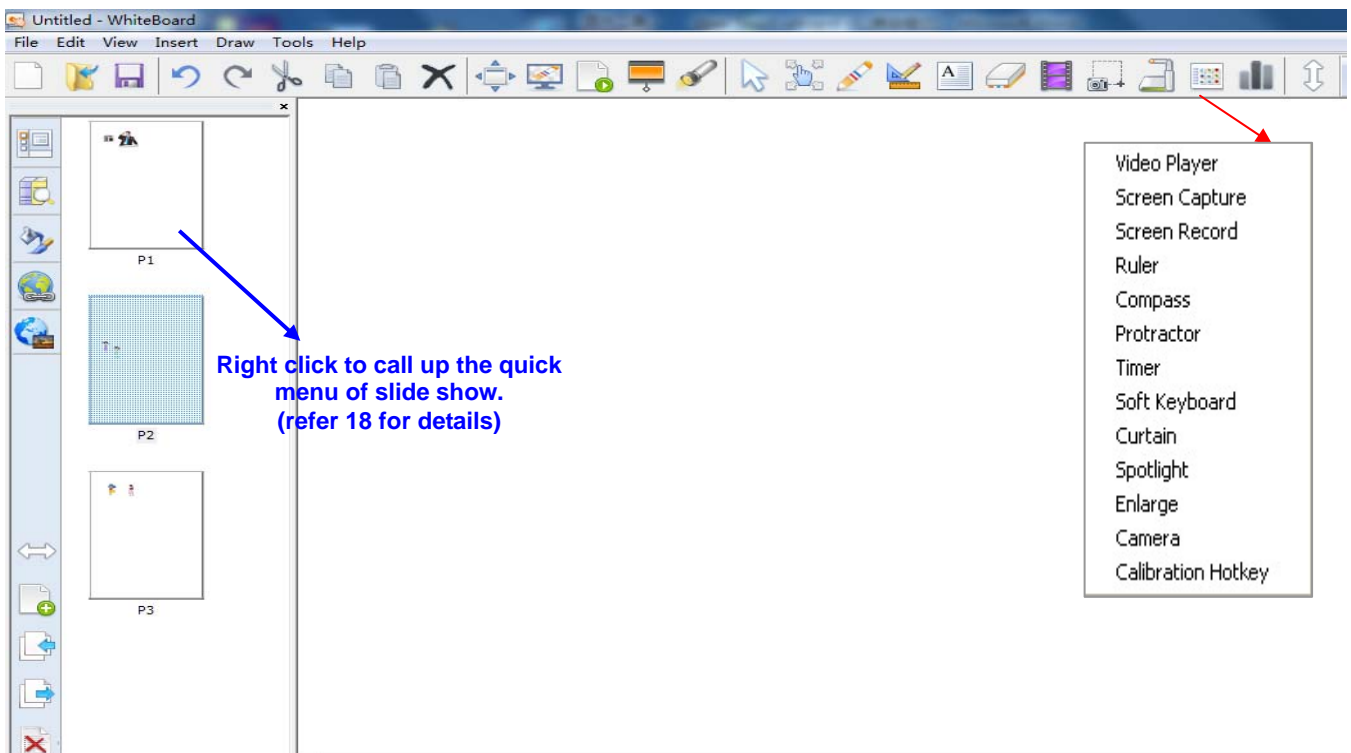 Untitled - WhiteBoard
File Edit View Insert Draw Tools Help
A
P1
P2
P3
Right click to call up the quick
menu of slide show.
(refer 18 for details)
Video Player
Screen Capture
Screen Record
Ruler
Compass
Protractor
Timer
Soft Keyboard
Curtain
Spotlight
Enlarge
Camera
Calibration Hotkey